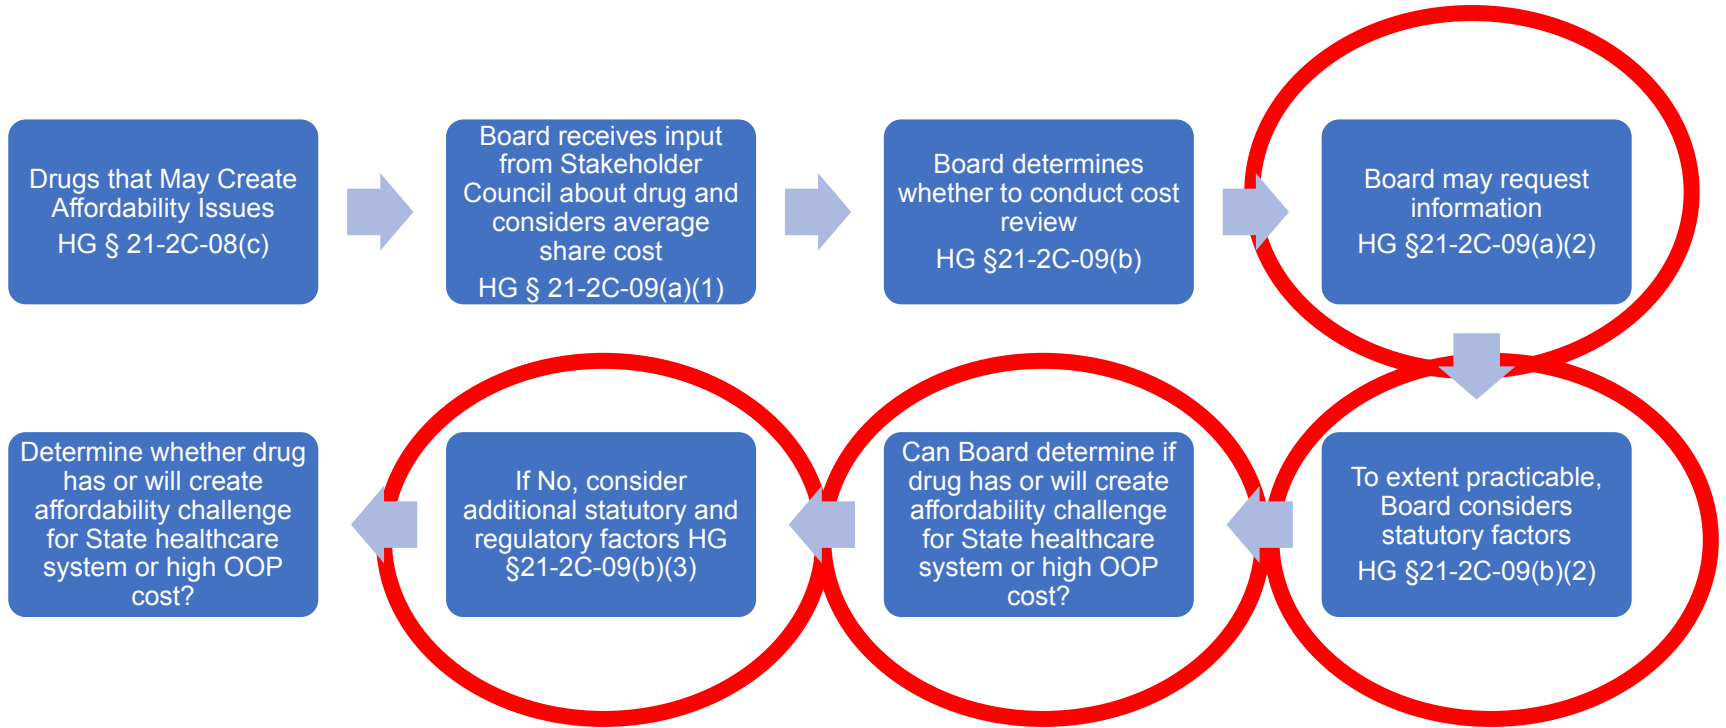 Drugs that May Create
Affordability Issues
HG § 21-2C-08(c)
Board receives input
from Stakeholder
Council about drug and
considers average
share cost
HG § 21-2C-09(a)(1)
Board determines
whether to conduct cost
review
HG §21-2C-09(b)
Board may request
information
HG §21-2C-09(a)(2)
To extent practicable,
Board considers
statutory factors
HG §21-2C-09(b)(2)
Can Board determine if
drug has or will create
affordability challenge
for State healthcare
system or high OOP
cost?
If No, consider
additional statutory and
regulatory factors HG
§21-2C-09(b)(3)
Determine whether drug
has or will create
affordability challenge
for State healthcare
system or high OOP
cost?